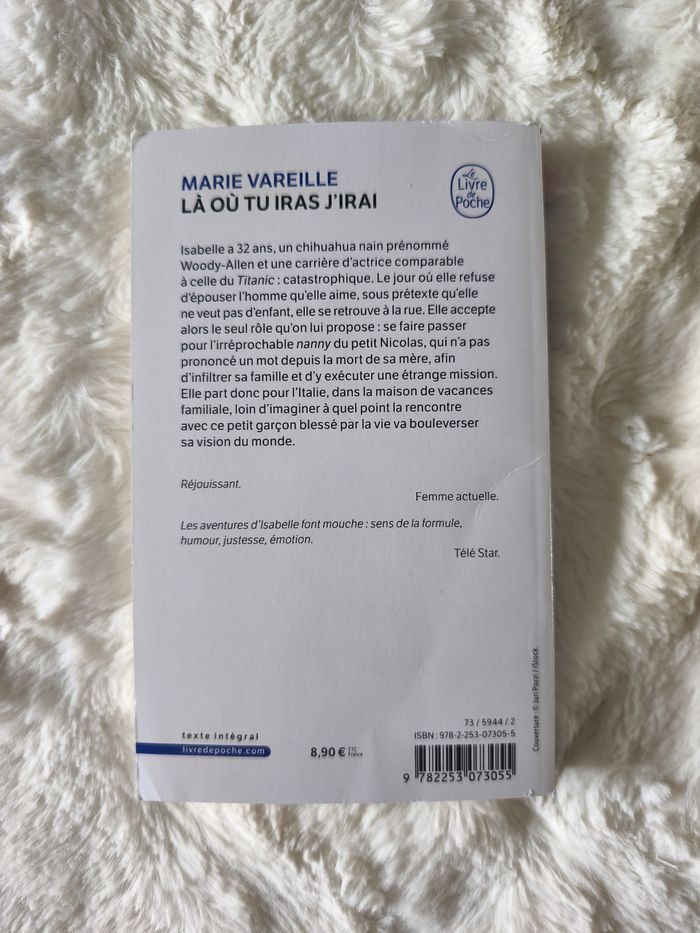 MARIE VAREILLE
LÀ OÙ TU IRAS J'IRAI
Le
Livre
de
Poche
Isabelle a 32 ans, un chihuahua nain prénommé
Woody-Allen et une carrière d'actrice comparable
à celle du Titanic : catastrophique. Le jour où elle refuse
d'épouser l'homme qu'elle aime, sous prétexte qu'elle
ne veut pas d'enfant, elle se retrouve à la rue. Elle accepte
alors le seul rôle qu'on lui propose : se faire passer
pour l'irréprochable nanny du petit Nicolas, qui n'a pas
prononcé un mot depuis la mort de sa mère, afin
d'infiltrer sa famille et d'y exécuter une étrange mission.
Elle part donc pour l'Italie, dans la maison de vacances
familiale, loin d'imaginer à quel point la rencontre
avec ce petit garçon blessé par la vie va bouleverser
sa vision du monde.
Réjouissant.
Femme actuelle.
Les aventures d'Isabelle font mouche : sens de la formule,
humour, justesse, émotion.
Télé Star.
texte intégral
livredepoche.com
8,90 € TTC
France
73 / 5944 / 2
ISBN : 978-2-253-07305-5
9 782253 073055
Couverture : © Juri Pozzi / iStock